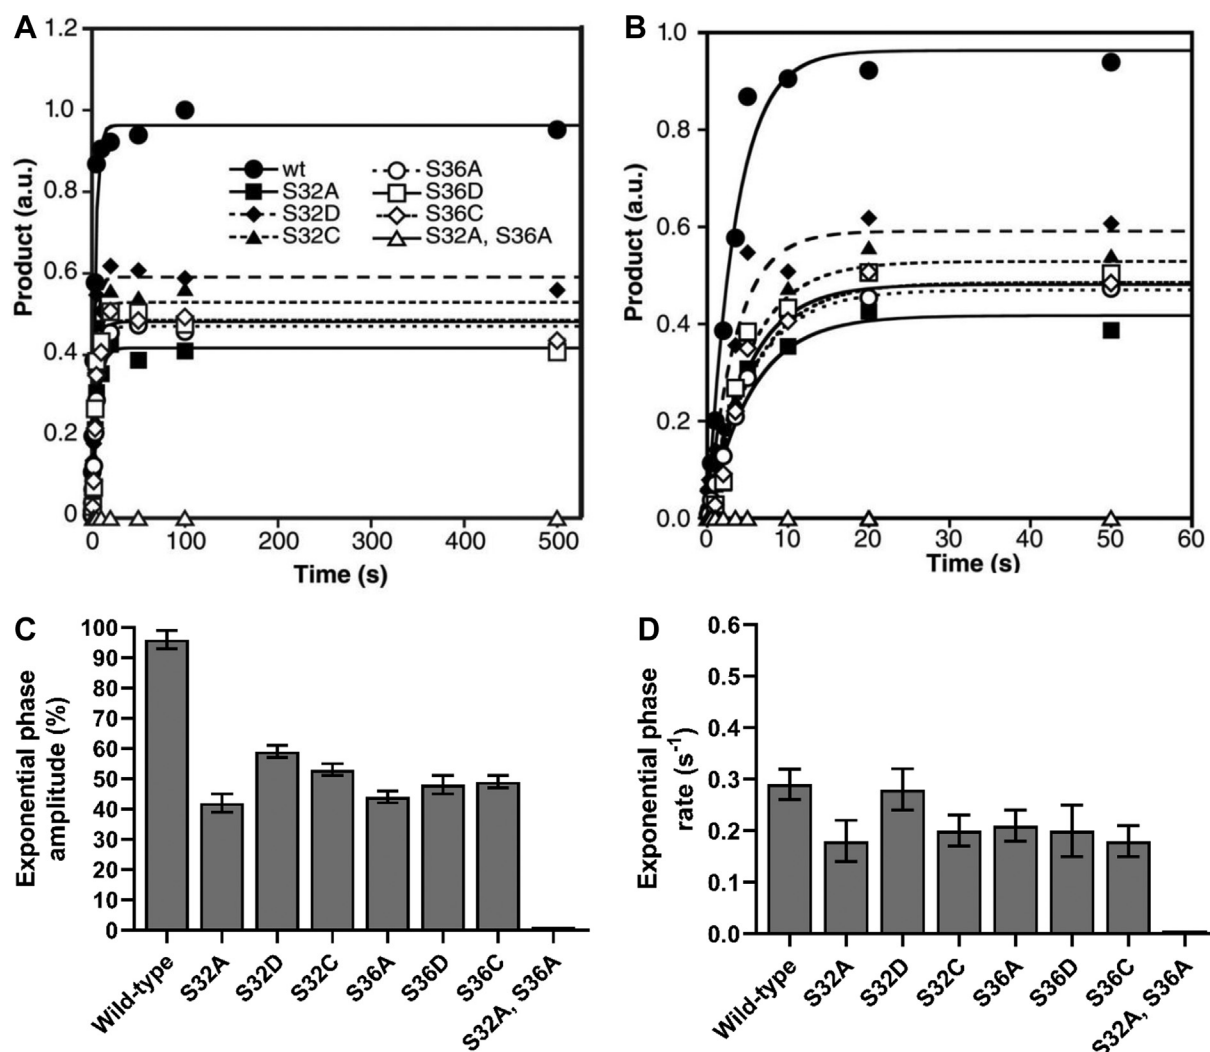 A
1.2
1.0
0.8
0.6
0.4
0.2
0
Product (a.u.)
wt
S32A
S32D
S32C
S36A
S36D
S36C
S32A, S36A
0
100
200
300
400
500
Time (s)
B
1.0
0.8
0.6
0.4
0.2
0.0
Product (a.u.)
0
10
20
30
40
50
60
Time (s)
C
100
90
80
70
60
50
40
30
20
10
0
Exponential phase
amplitude (%)
Wild-type
S32A
S32D
S32C
S36A
S36D
S36C
S32A, S36A
D
0.6
0.5
0.4
0.3
0.2
0.1
0.0
Exponential phase
rate (s-1)
Wild-type
S32A
S32D
S32C
S36A
S36D
S36C
S32A, S36A